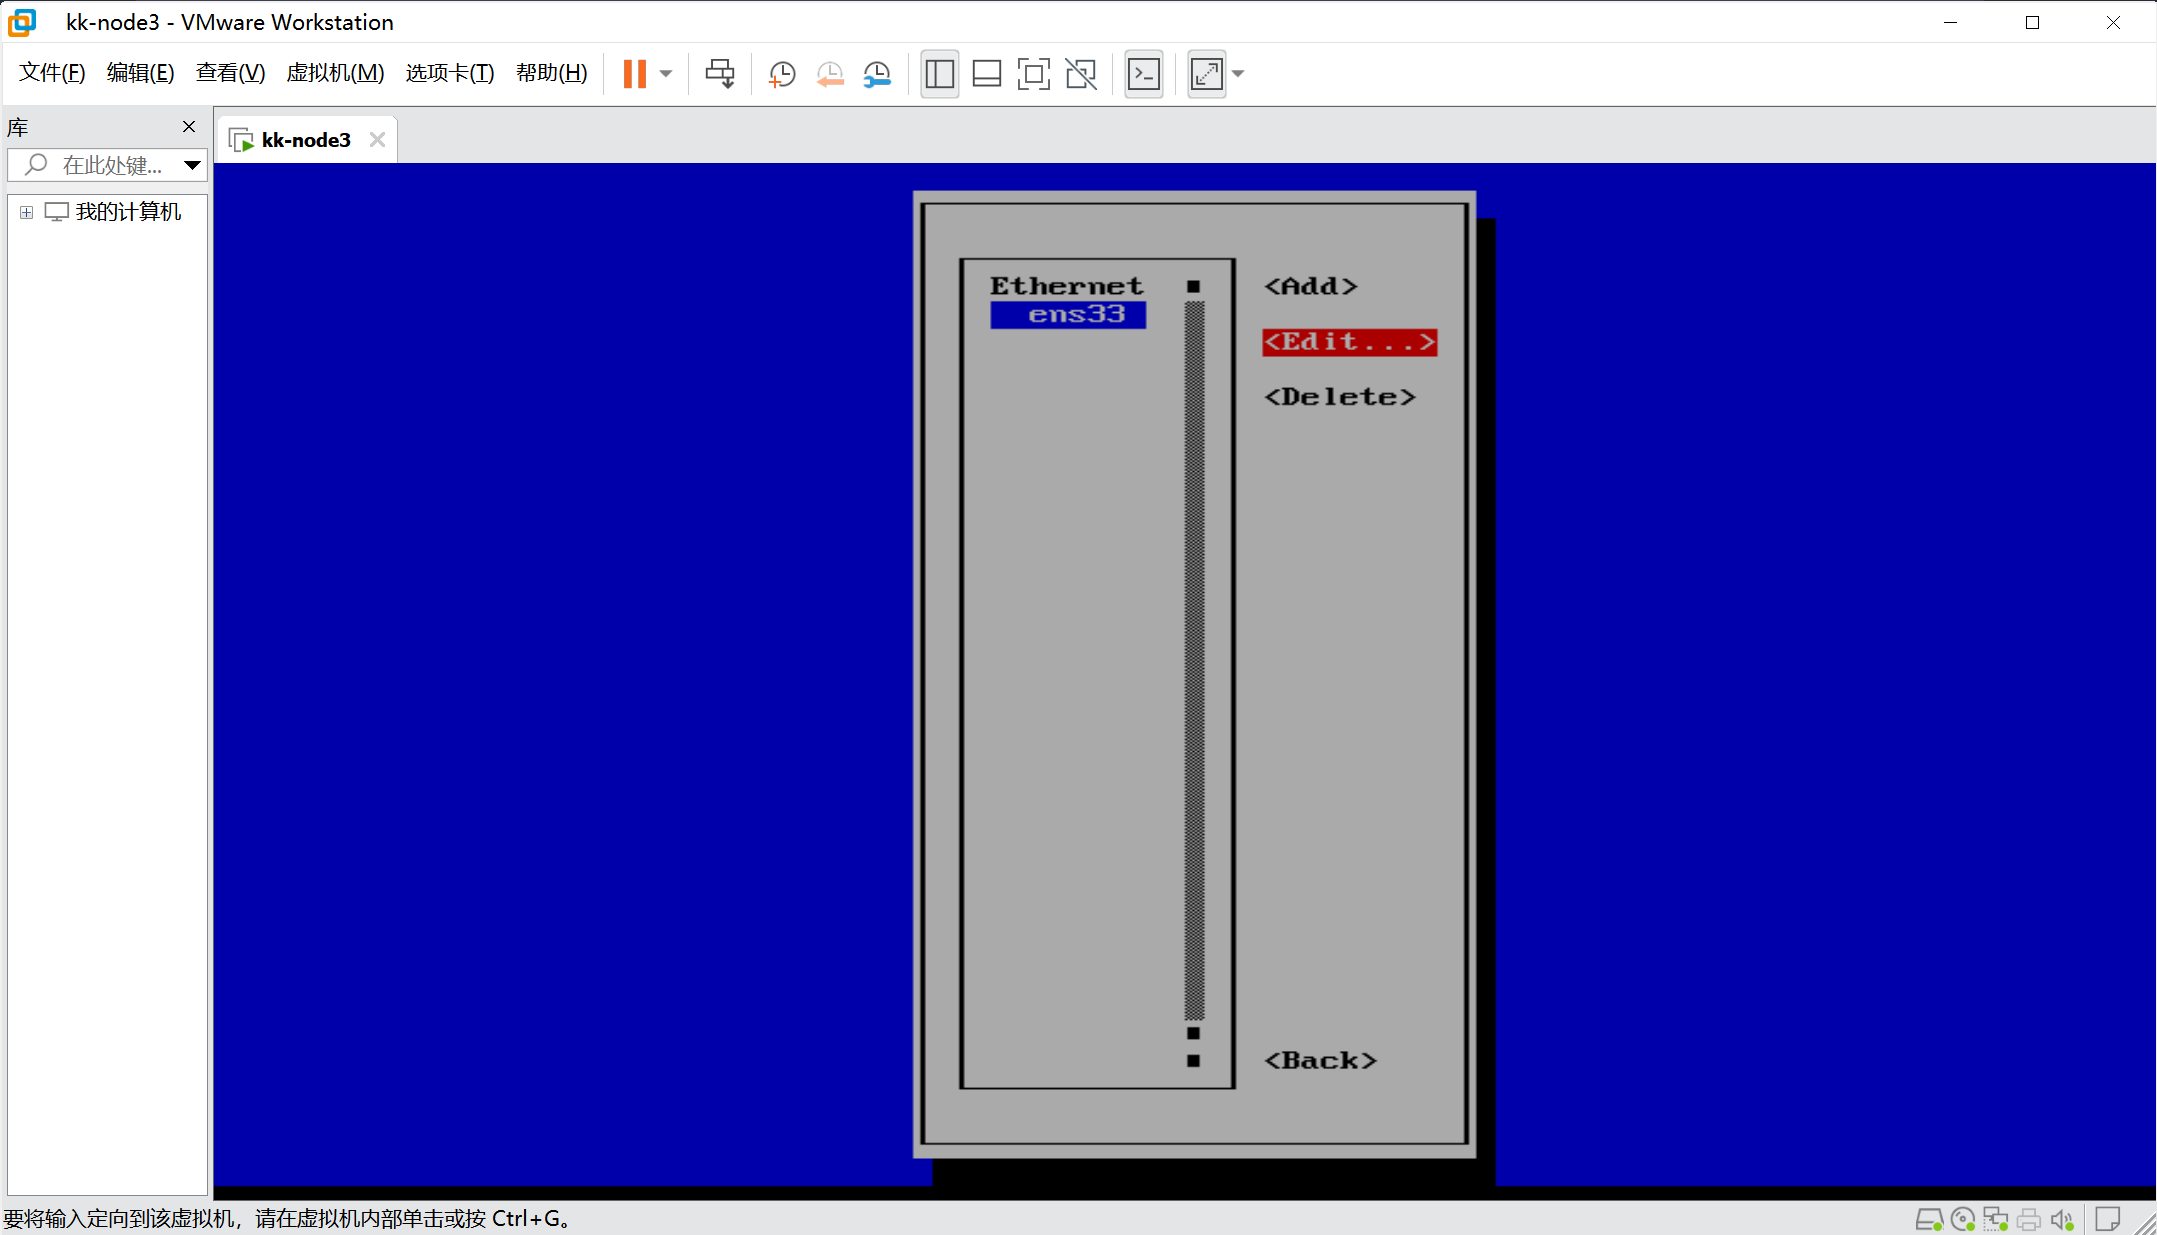 kk-node3 - VMware Workstation
文件(F) 编辑(E) 查看(V) 虚拟机(M) 选项卡(T) 帮助(H)
库
kk-node3
在此处键...
我的计算机
Ethernet
ens33
<Add>
<Edit...>
<Delete>
<Back>
要将输入定向到该虚拟机，请在虚拟机内部单击或按 Ctrl+G。